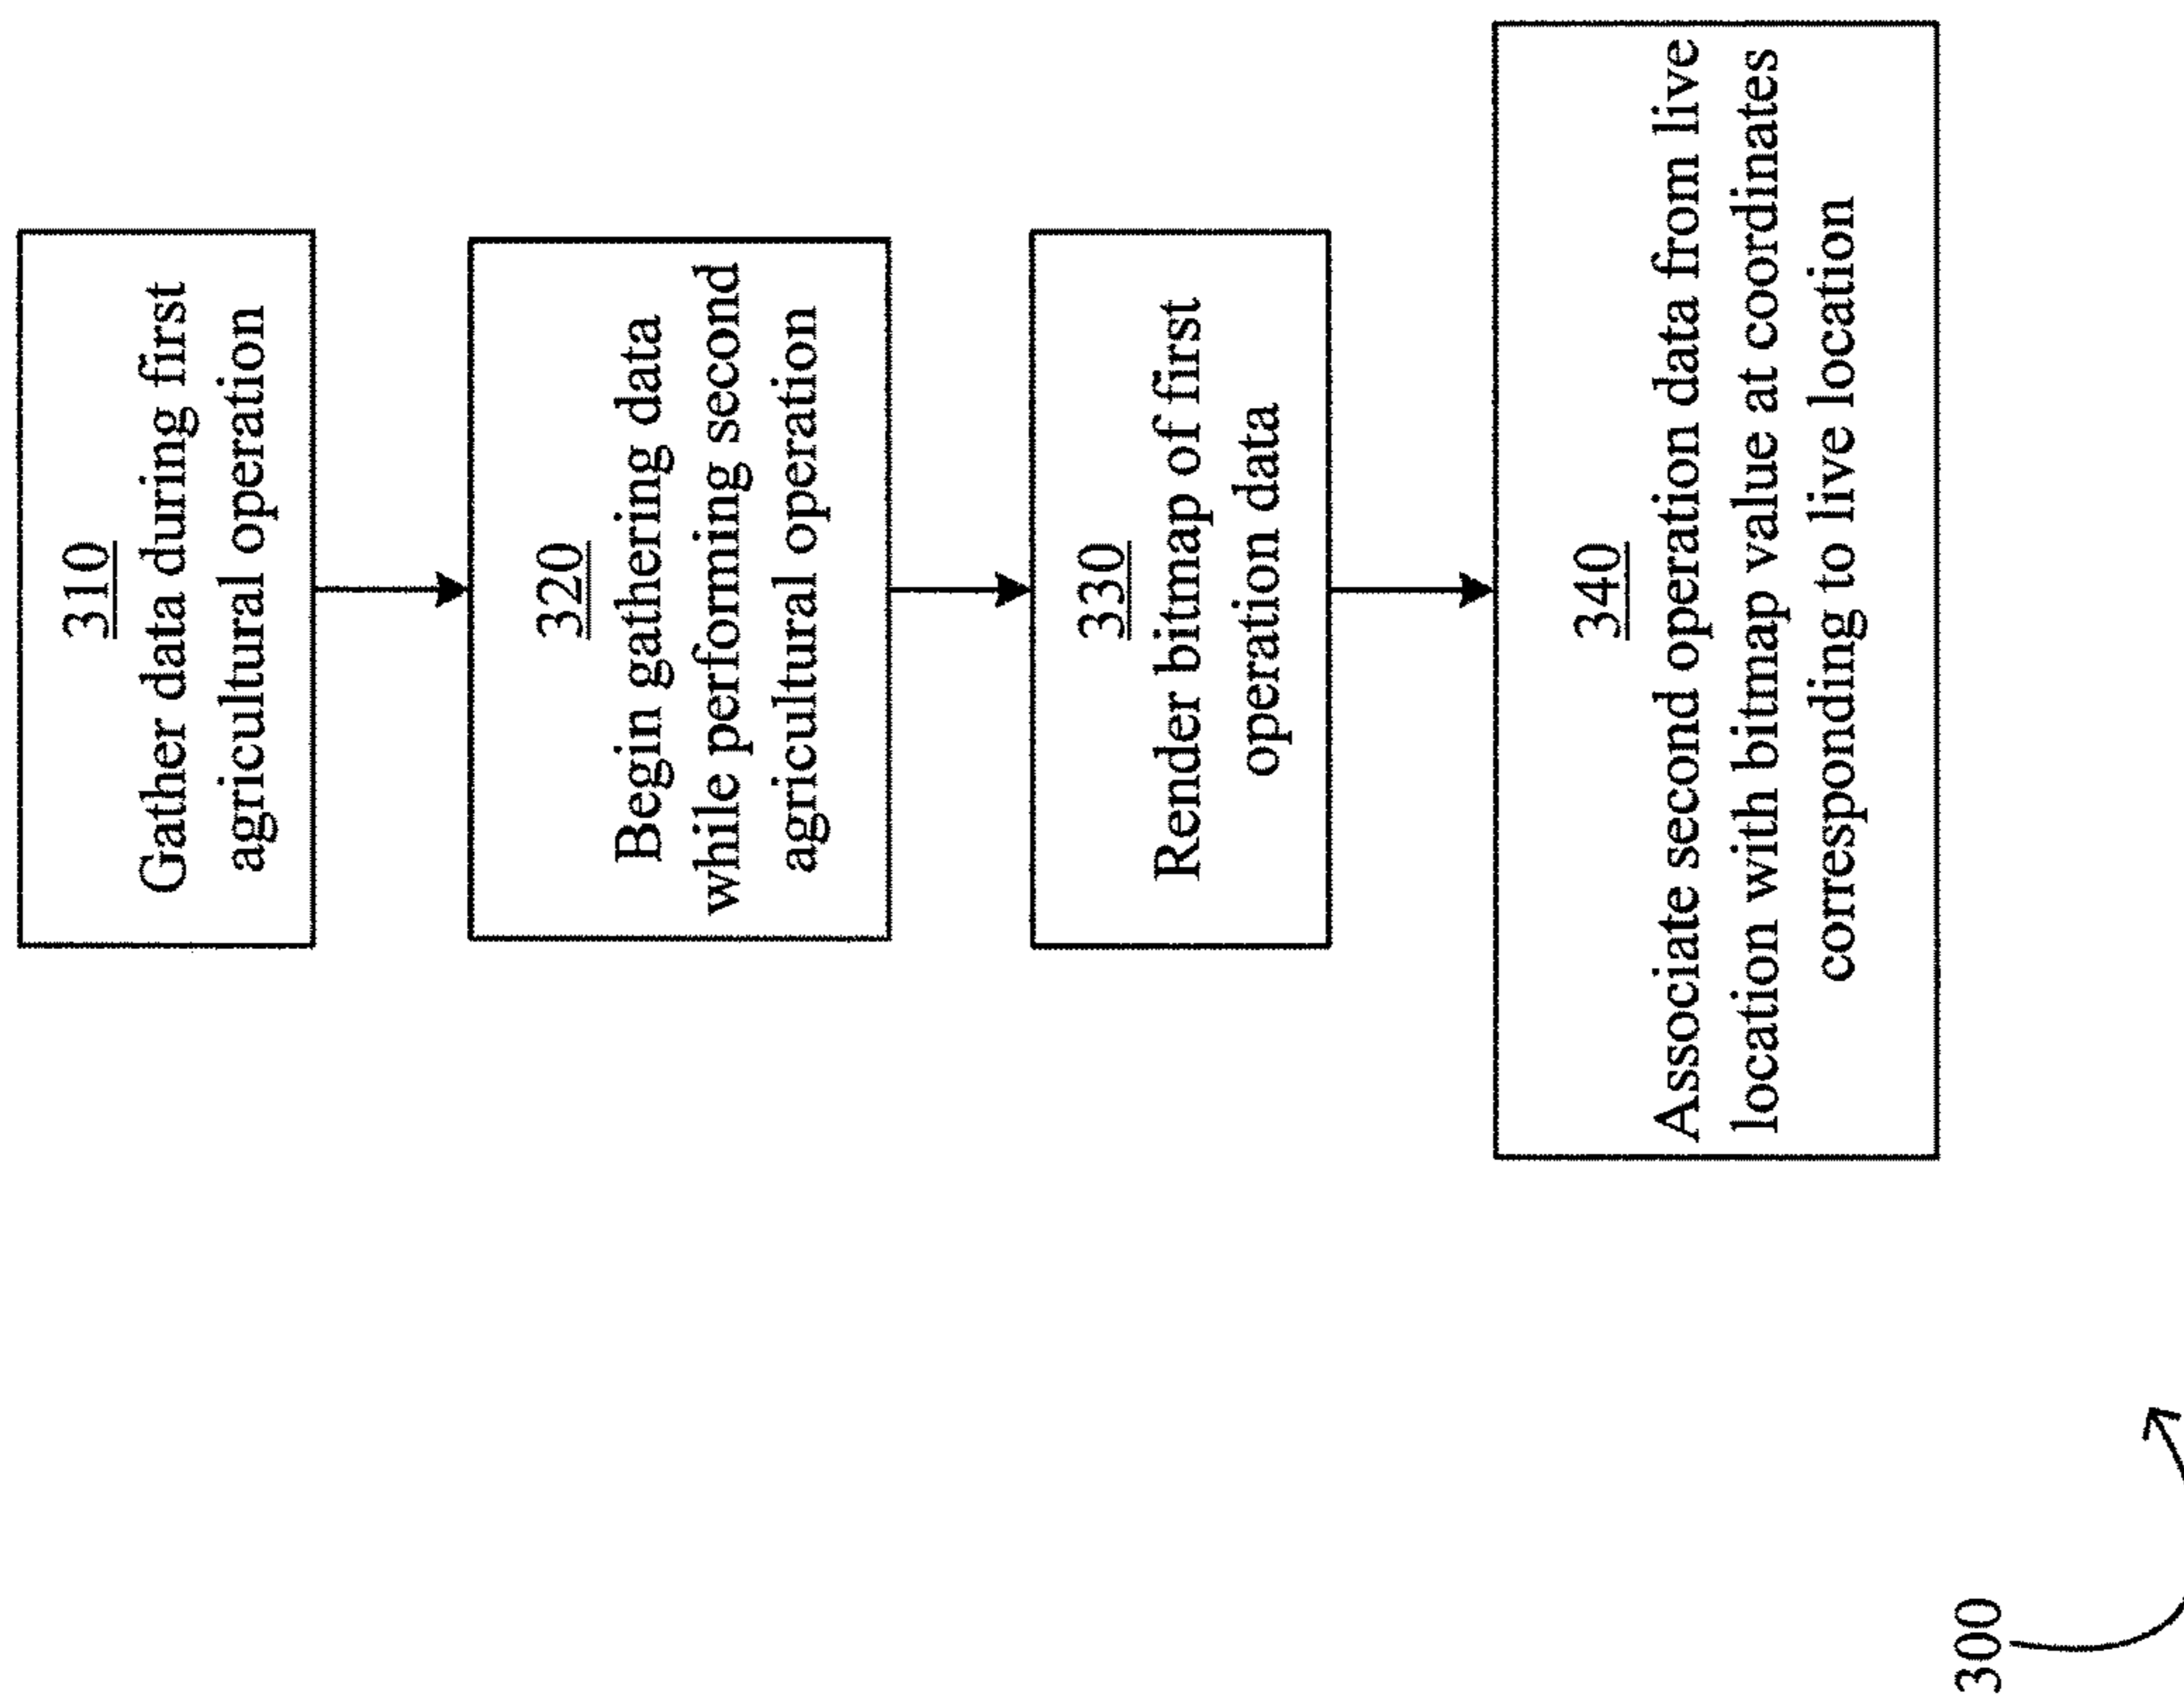 310
Gather data during first
agricultural operation
320
Begin gathering data
while performing second
agricultural operation
330
Render bitmap of first
operation data
340
Associate second operation data from live
location with bitmap value at coordinates
corresponding to live location
300